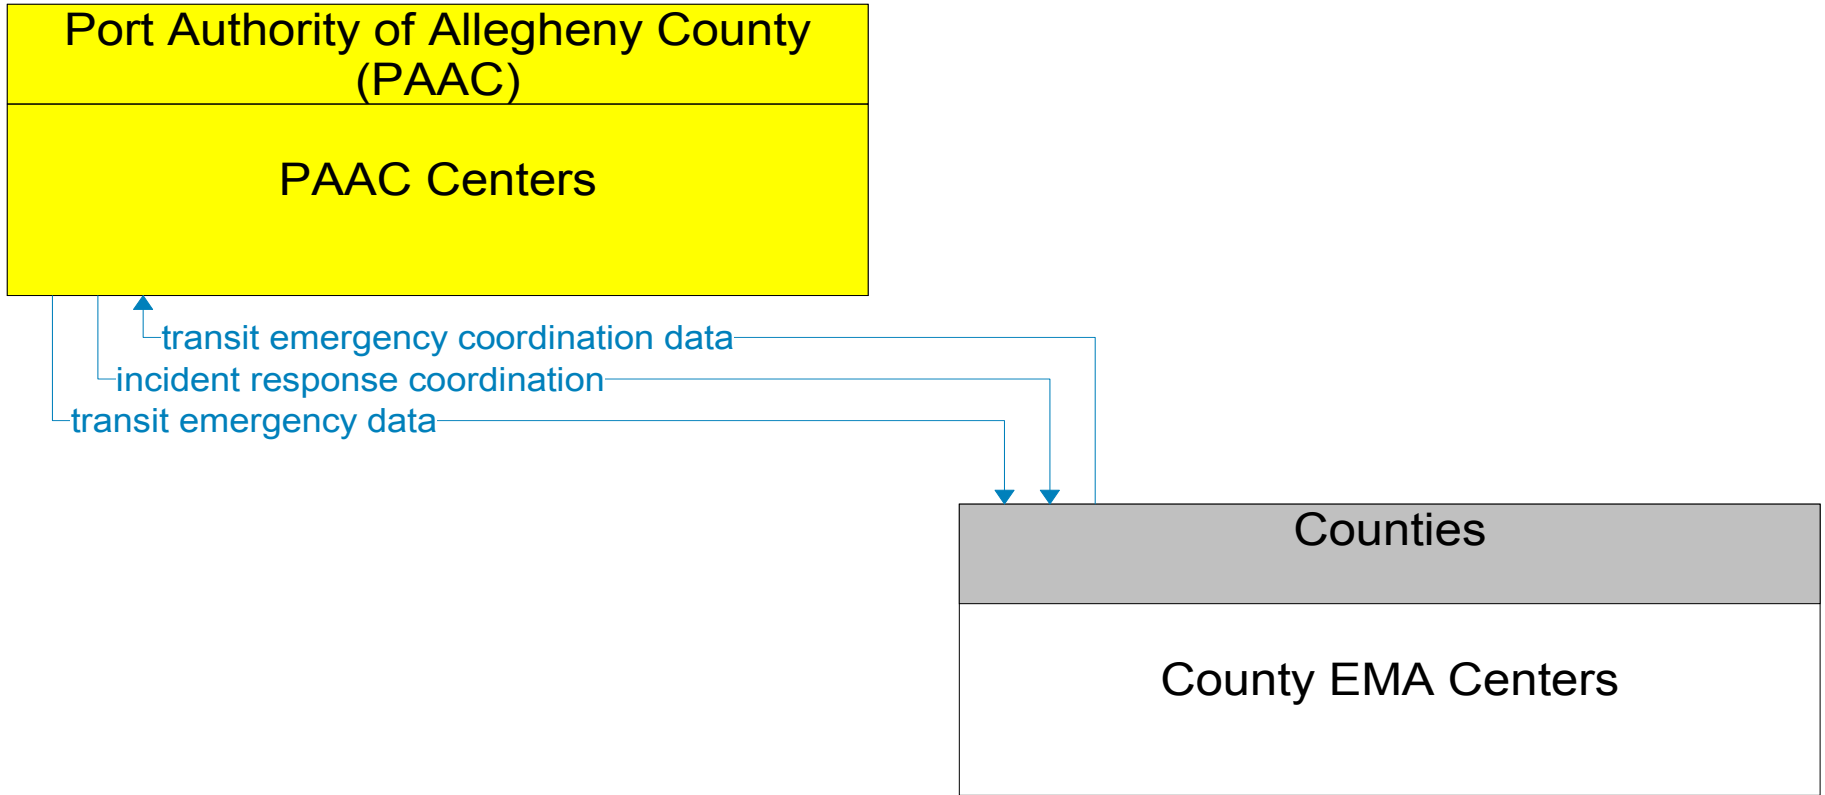 Port Authority of Allegheny County
(PAAC)
PAAC Centers
transit emergency coordination data
incident response coordination
transit emergency data
Counties
County EMA Centers